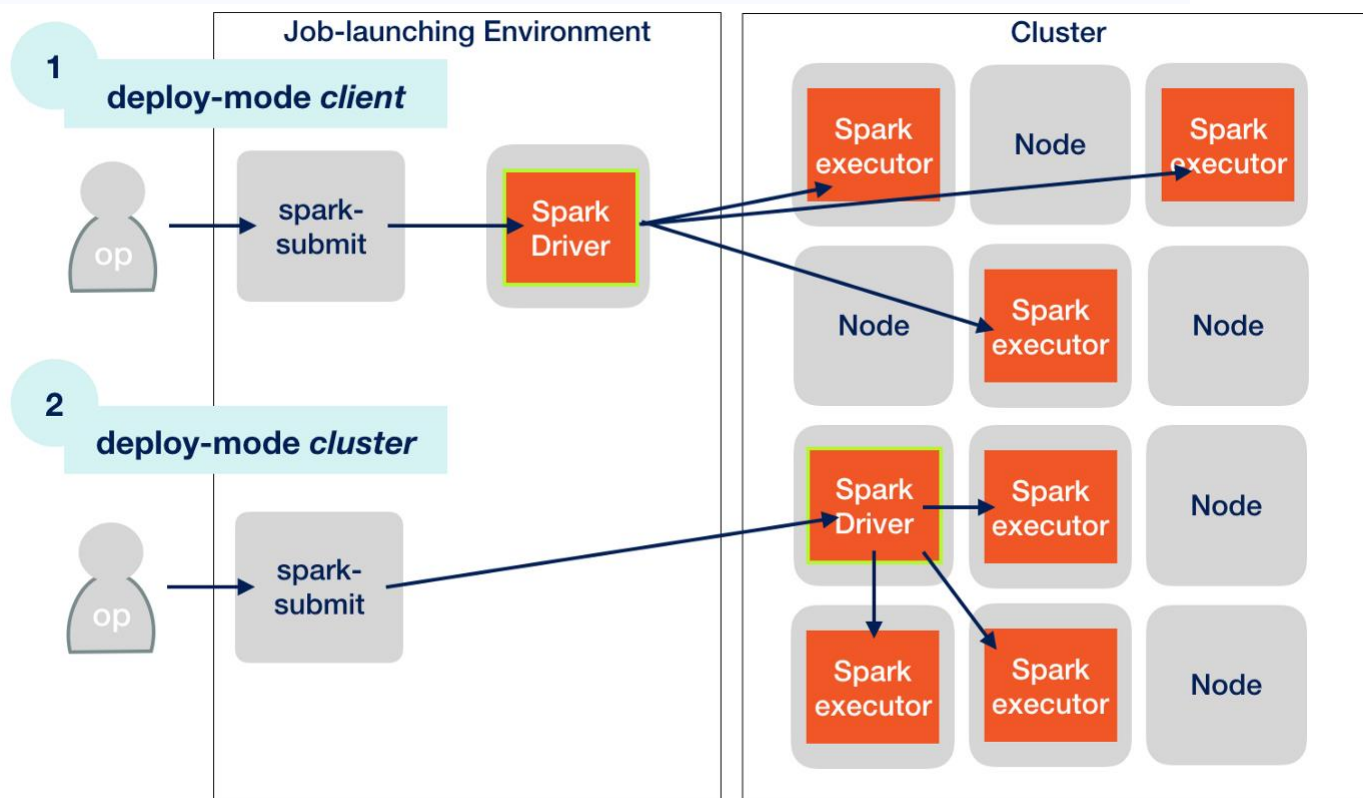 Job-launching Environment
Cluster
1
deploy-mode client
op
spark-
submit
Spark
Driver
Spark
executor
Node
Spark
executor
Node
Spark
executor
Node
2
deploy-mode cluster
op
spark-
submit
Spark
Driver
Spark
executor
Node
Spark
executor
Spark
executor
Node